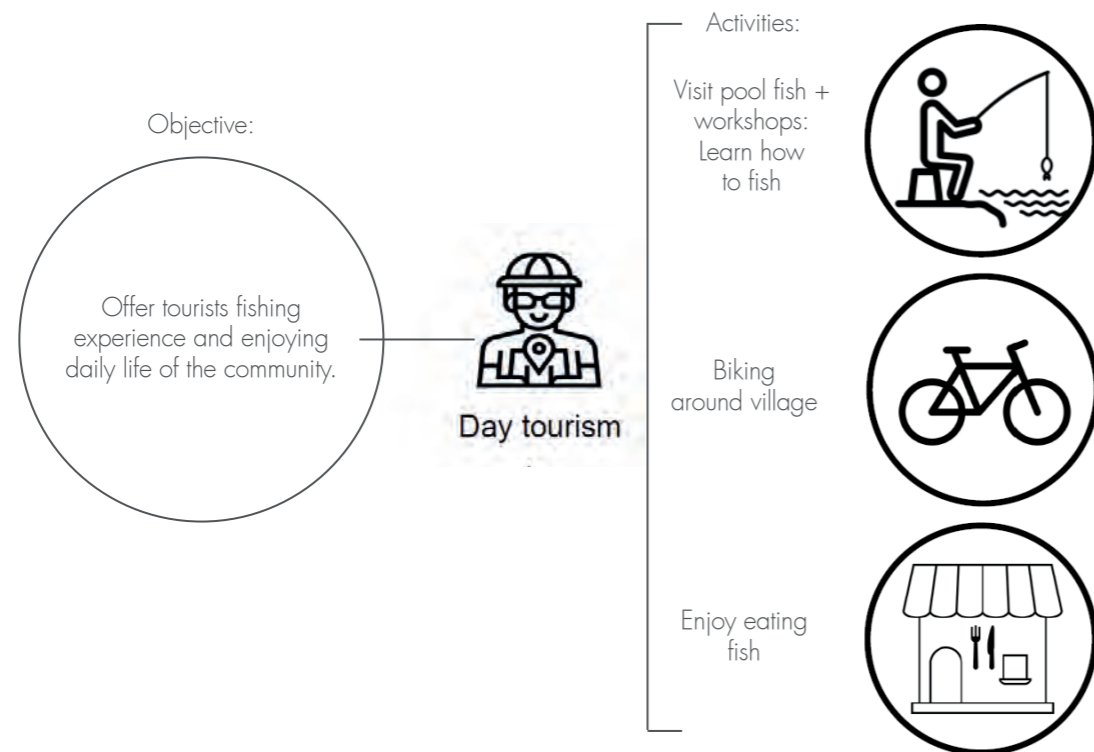 Objective:
Offer tourists fishing
experience and enjoying
daily life of the community.
Day tourism
Activities:
Visit pool fish +
workshops:
Learn how
to fish
Biking
around village
Enjoy eating
fish